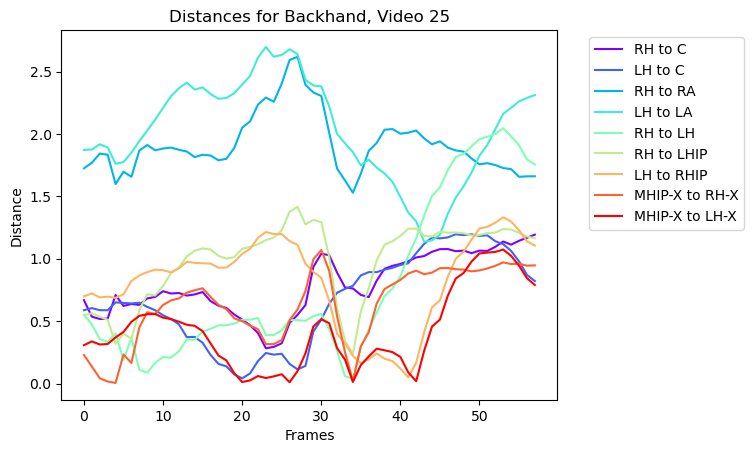 Distances for Backhand, Video 25
Distance
2.5
2.0
1.5
1.0
0.5
0.0
0 10 20 30 40 50
Frames
RH to C
LH to C
RH to RA
LH to LA
RH to LH
RH to LHIP
LH to RHIP
MHIP-X to RH-X
MHIP-X to LH-X